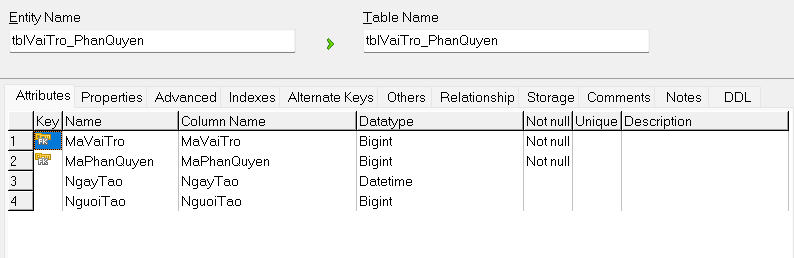 Entity Name Table Name
tblVaiTro_PhanQuyen tblVaiTro_PhanQuyen
Attributes Properties Advanced Indexes Alternate Keys Others Relationship Storage Comments Notes DDL
Key Name Column Name Datatype Not null Unique Description
1 MaVaiTro MaVaiTro Bigint Not null
2 MaPhanQuyen MaPhanQuyen Bigint Not null
3 NgayTao NgayTao Datetime
4 NguoiTao NguoiTao Bigint